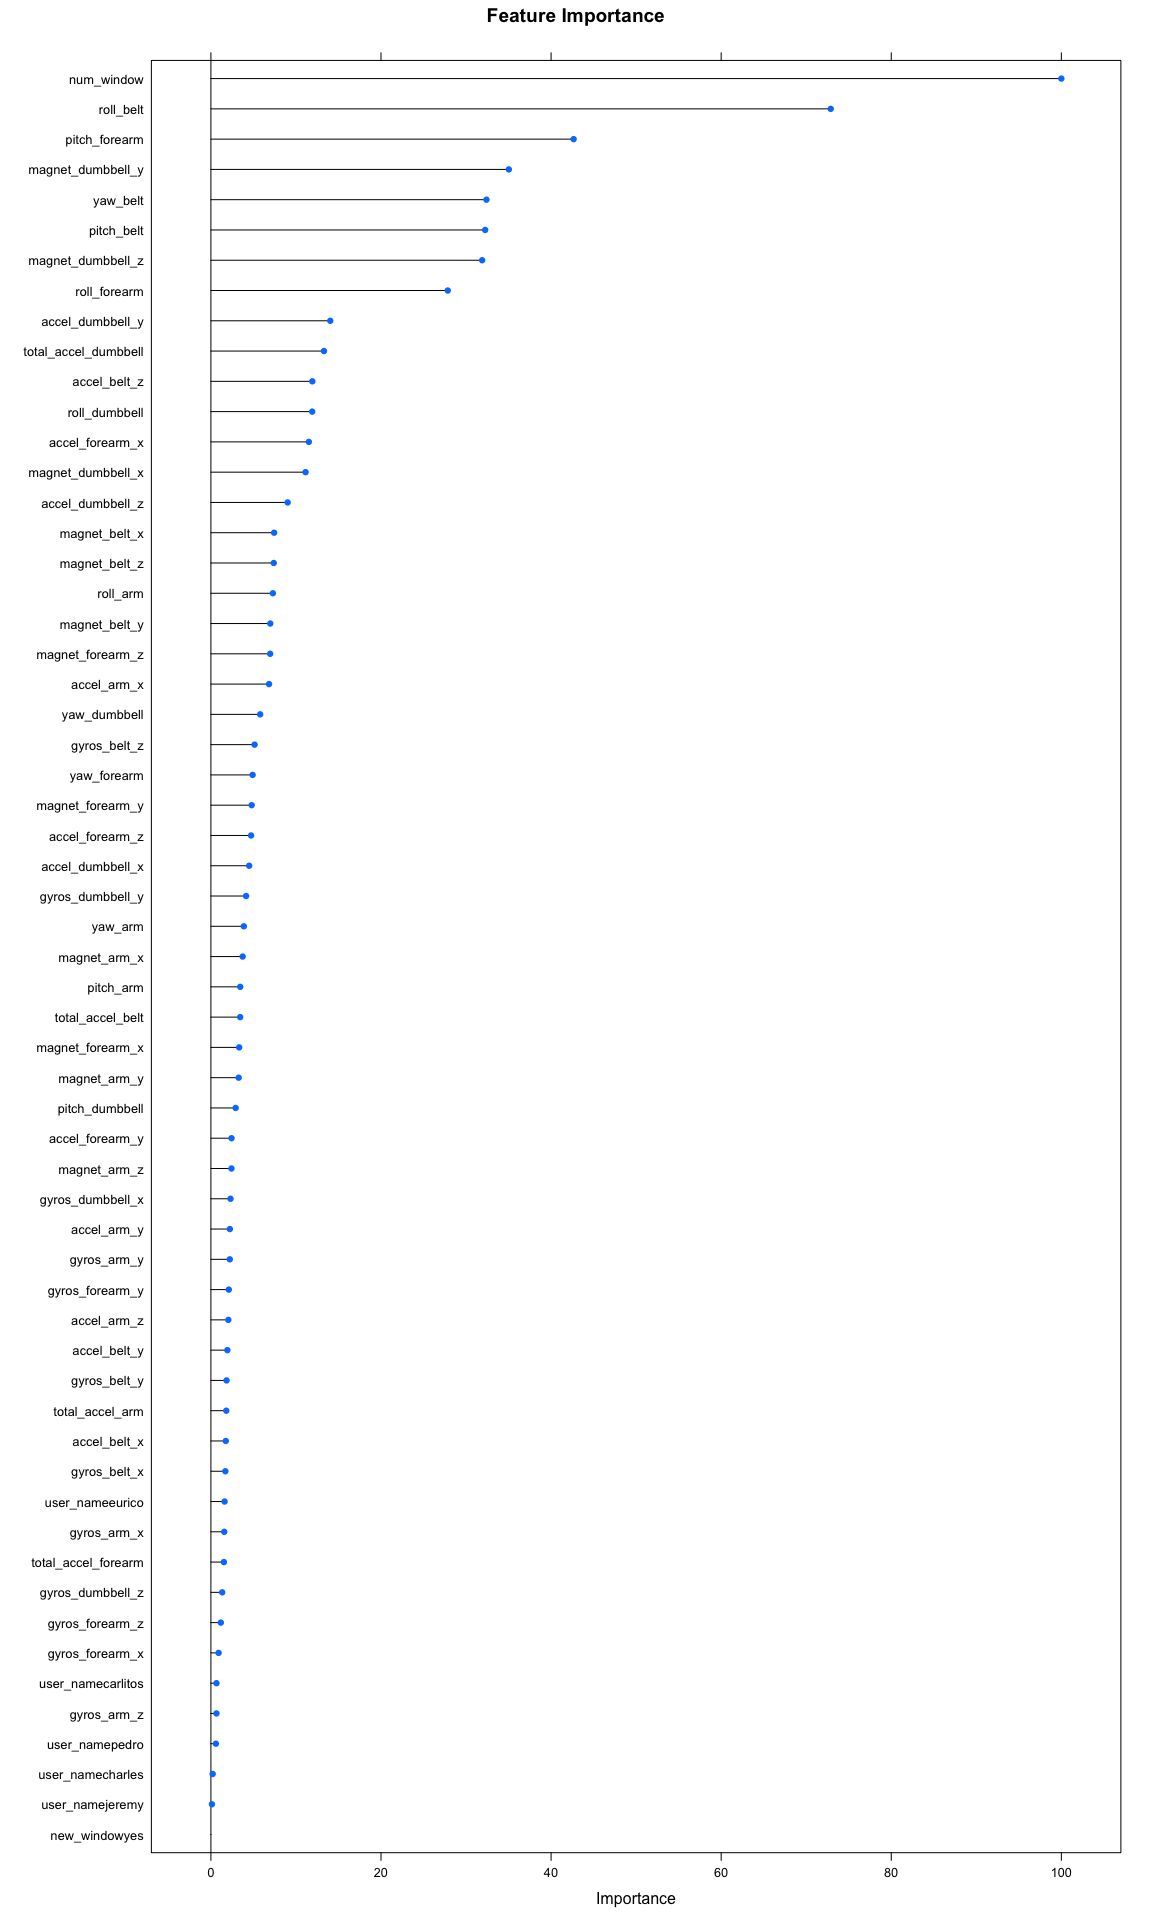 Feature Importance
num_window
roll_belt
pitch_forearm
magnet_dumbbell_y
yaw_belt
pitch_belt
magnet_dumbbell_z
roll_forearm
accel_dumbbell_y
total_accel_dumbbell
accel_belt_z
roll_dumbbell
accel_forearm_x
magnet_dumbbell_x
accel_dumbbell_z
magnet_belt_x
magnet_belt_z
roll_arm
magnet_belt_y
magnet_forearm_z
accel_arm_x
yaw_dumbbell
gyros_belt_z
yaw_forearm
magnet_forearm_y
accel_forearm_z
accel_dumbbell_x
gyros_dumbbell_y
yaw_arm
magnet_arm_x
pitch_arm
total_accel_belt
magnet_forearm_x
magnet_arm_y
pitch_dumbbell
accel_forearm_y
magnet_arm_z
gyros_dumbbell_x
accel_arm_y
gyros_arm_y
gyros_forearm_y
accel_arm_z
accel_belt_y
gyros_belt_y
total_accel_arm
accel_belt_x
gyros_belt_x
user_nameeurico
gyros_arm_x
total_accel_forearm
gyros_dumbbell_z
gyros_forearm_z
gyros_forearm_x
user_namecarlitos
gyros_arm_z
user_namepedro
user_namecharles
user_namejeremy
new_windowyes
0 20 40 60 80 100
Importance